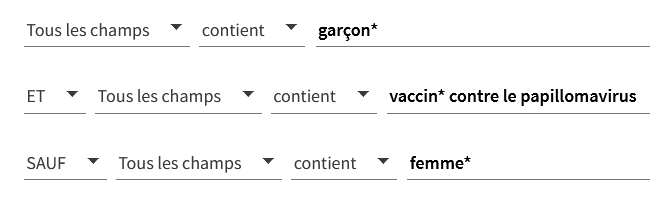 Tous les champs contient garçon*
ET Tous les champs contient vaccin* contre le papillomavirus
SAUF Tous les champs contient femme*